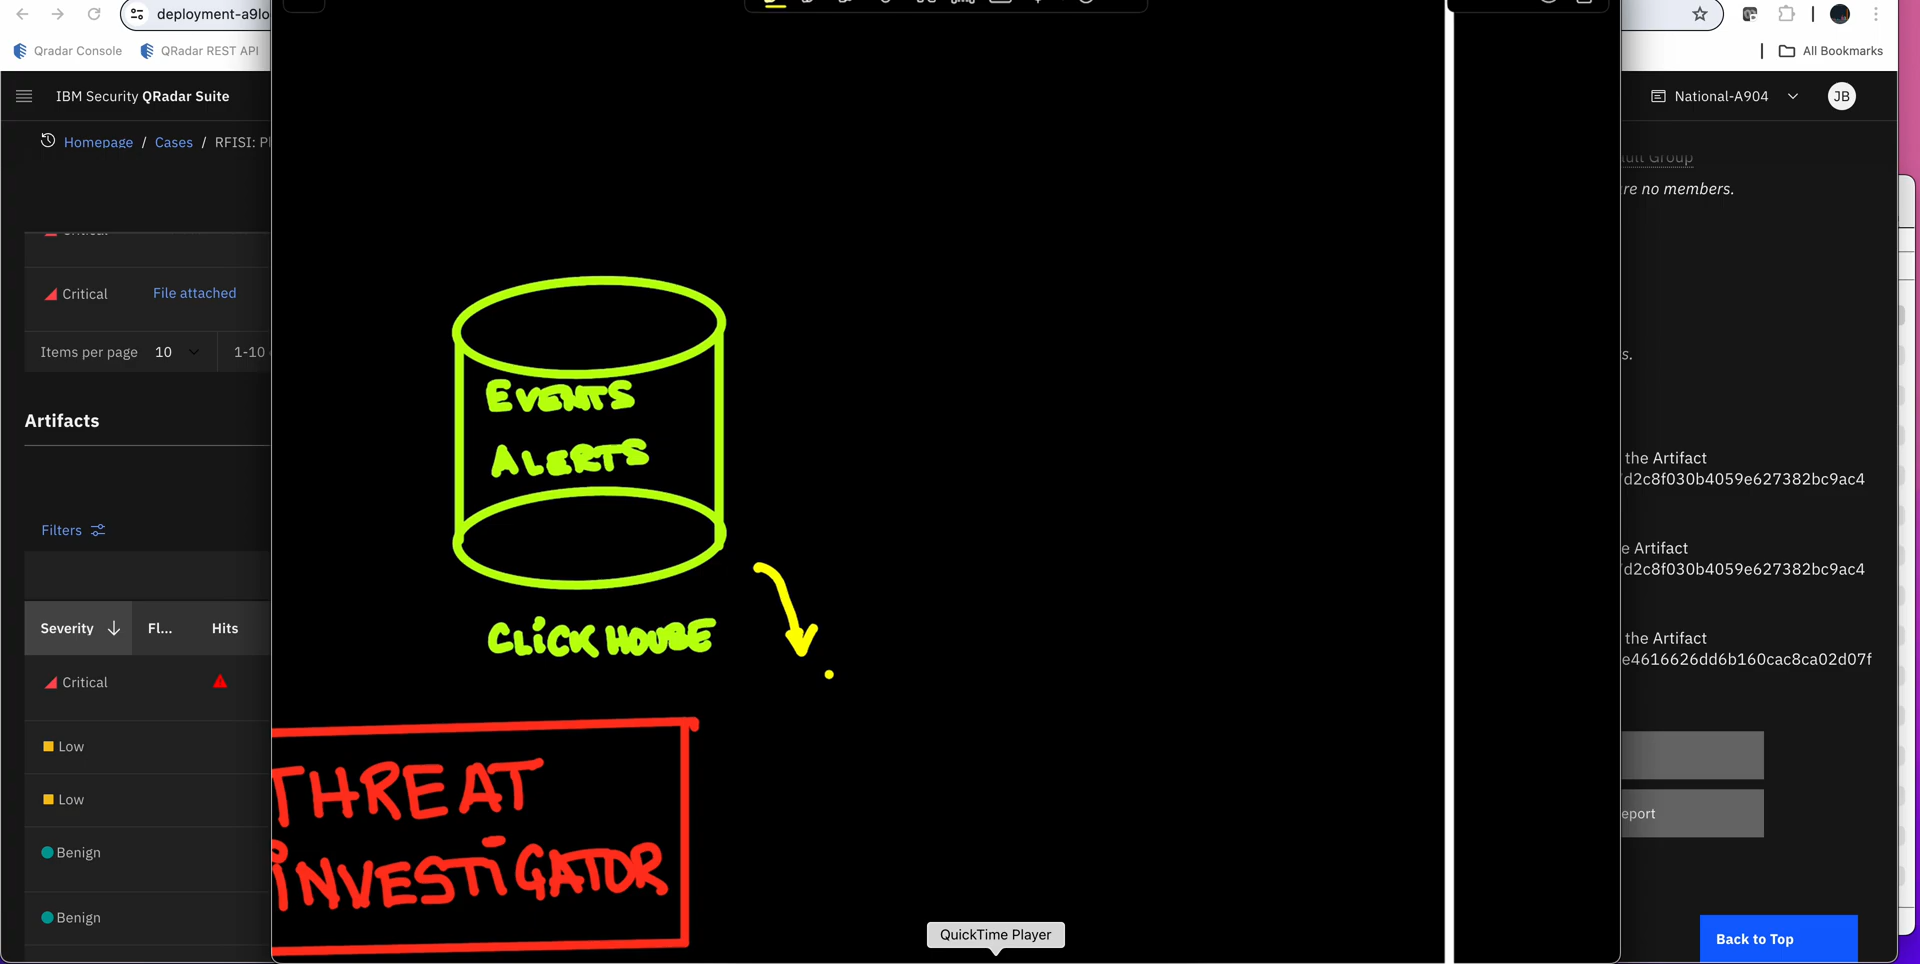 deployment-a9lo
Qradar Console
QRadar REST API
All Bookmarks
IBM Security QRadar Suite
National-A904
JB
Homepage / Cases / RFISI:
ult Group
re no members.
Critical
Critical
File attached
Items per page 10
1-10
s.
Artifacts
Filters
Severity
Fl...
Hits
Critical
Low
Low
Benign
Benign
EVENTS
ALERTS
CLiCK HOUSE
THREAT
iNVESTiGATOR
QuickTime Player
the Artifact
d2c8f030b4059e627382bc9ac4
e Artifact
d2c8f030b4059e627382bc9ac4
the Artifact
e4616626dd6b160cac8ca02d07f
eport
Back to Top